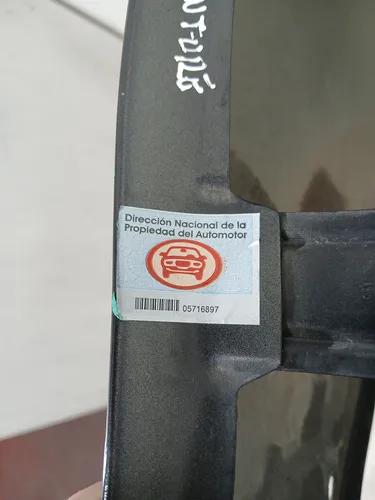 Dirección Nacional de la
Propiedad del Automotor
05716897